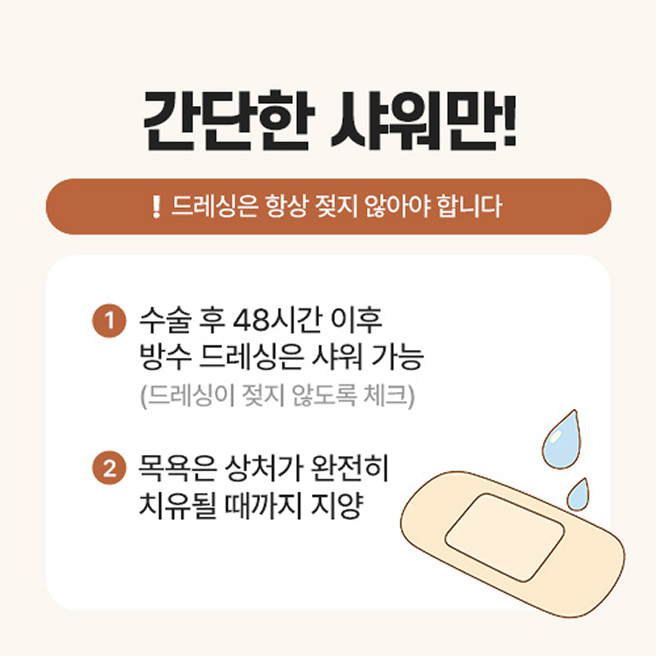 간단한 샤워만!
! 드레싱은 항상 젖지 않아야 합니다
1 수술 후 48시간 이후
방수 드레싱은 샤워 가능
(드레싱이 젖지 않도록 체크)
2 목욕은 상처가 완전히
치유될 때까지 지양